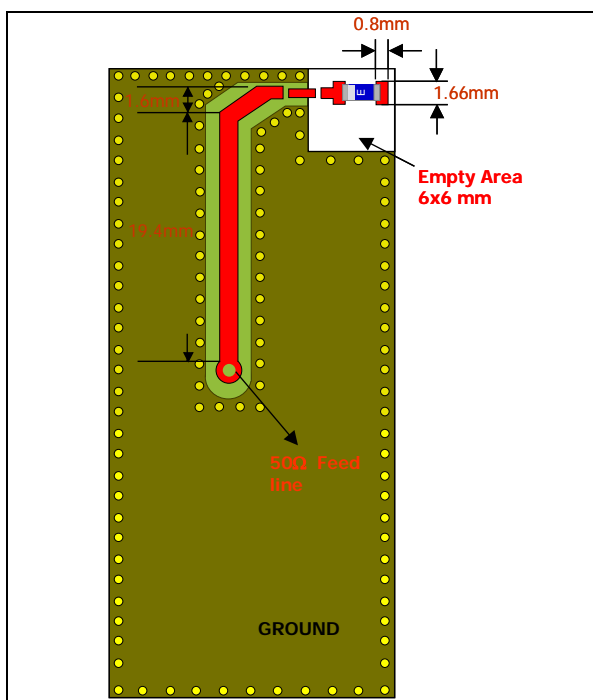 0.8mm
1.6mm
E
1.66mm
Empty Area
6x6 mm
19.4mm
50Ω Feed
line
GROUND